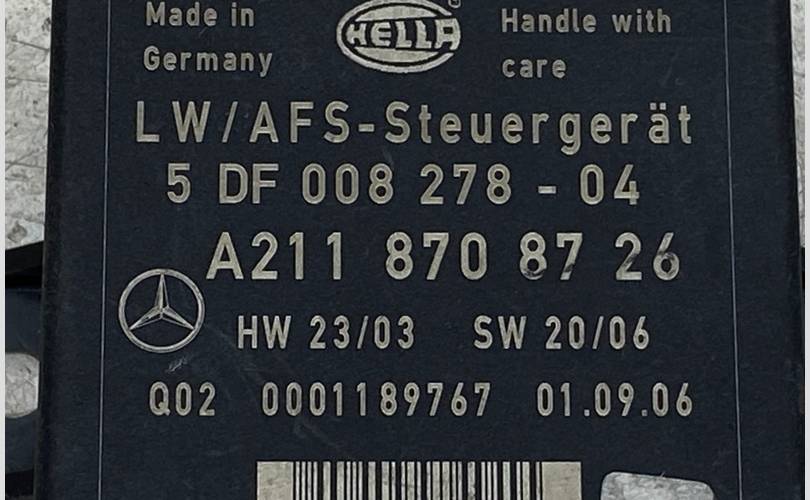 Made in
Germany
HELLA
Handle with
care
LW/AFS-Steuergerät
5 DF 008 278 - 04
A211 870 87 26
HW 23/03 SW 20/06
Q02 0001189767 01.09.06